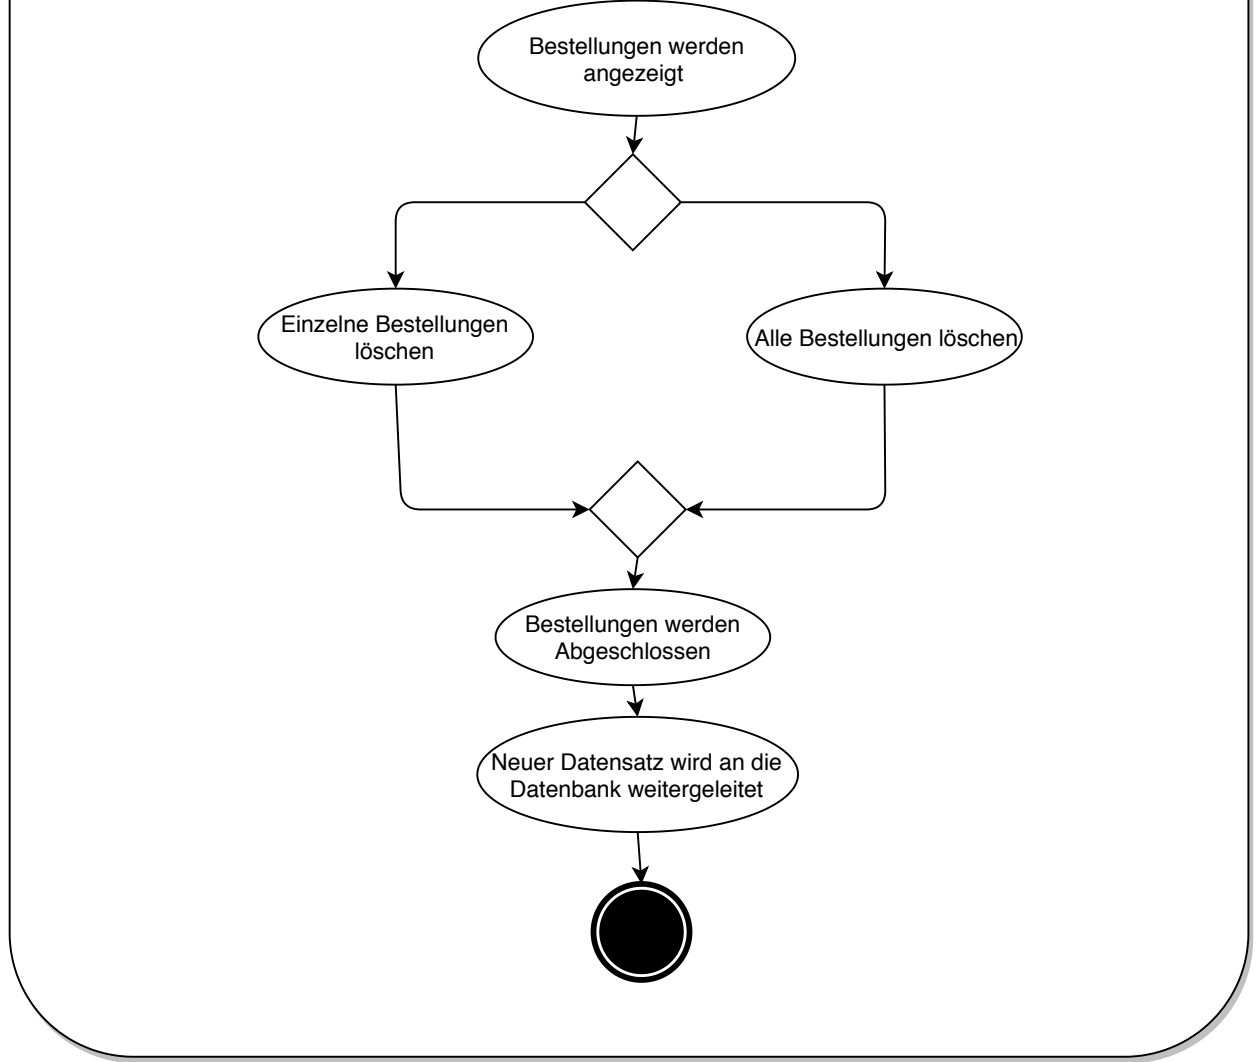 Bestellungen werden
angezeigt
Einzelne Bestellungen
löschen
Alle Bestellungen löschen
Bestellungen werden
Abgeschlossen
Neuer Datensatz wird an die
Datenbank weitergeleitet